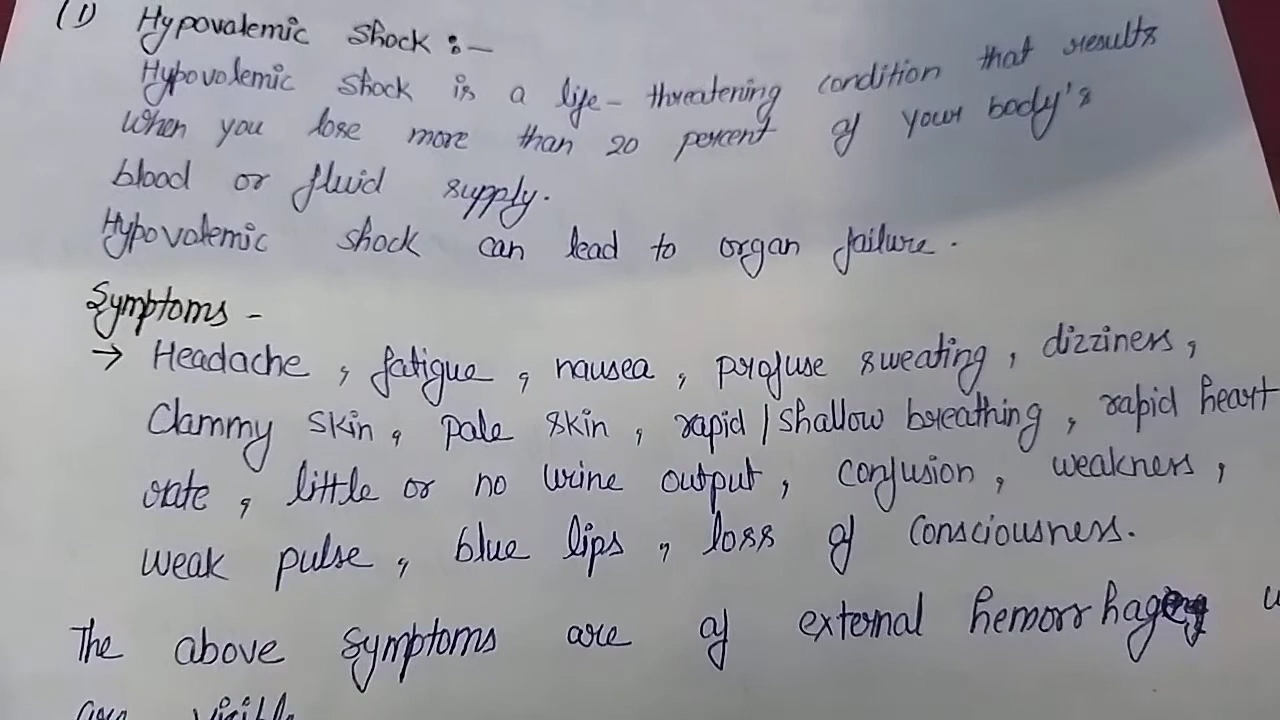 (1) Hypovalemic shock :-
Hypovolemic shock is a life-threatening condition that results
when you lose more than 20 percent of your body's
blood or fluid supply.
Hypovolemic shock can lead to organ failure.
Symptoms -
→ Headache, fatigue, nausea, profuse sweating, dizziness,
Clammy skin, pale skin, rapid/shallow breathing, rapid heart
rate, little or no urine output, confusion, weakness,
weak pulse, blue lips, loss of consciousness.
The above symptoms are of external hemorrhage
are visible